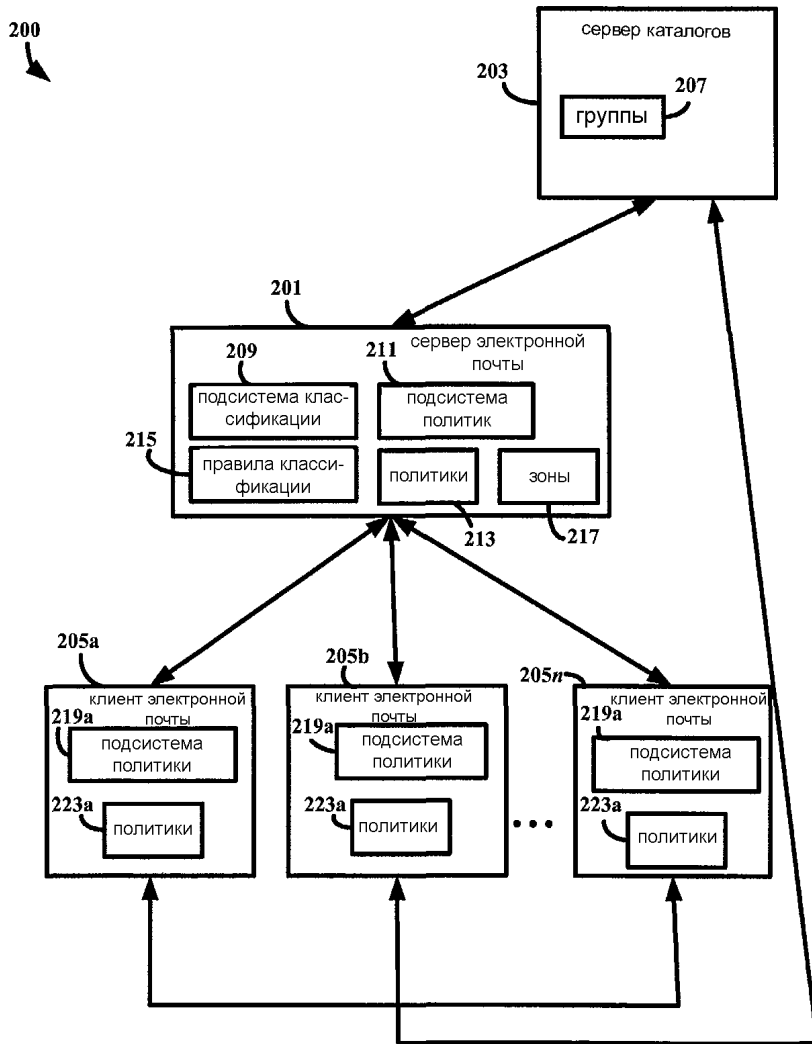 200
сервер каталогов
203
207
группы
201
сервер электронной
почты
209
211
подсистема клас-
сификации
подсистема
политик
215
правила класси-
фикации
политики
зоны
213
217
205a
клиент электронной
почты
219a
подсистема
политики
223a
политики
205b
клиент электронной
почты
219a
подсистема
политики
223a
политики
205n
клиент электронной
почты
219a
подсистема
политики
223a
политики